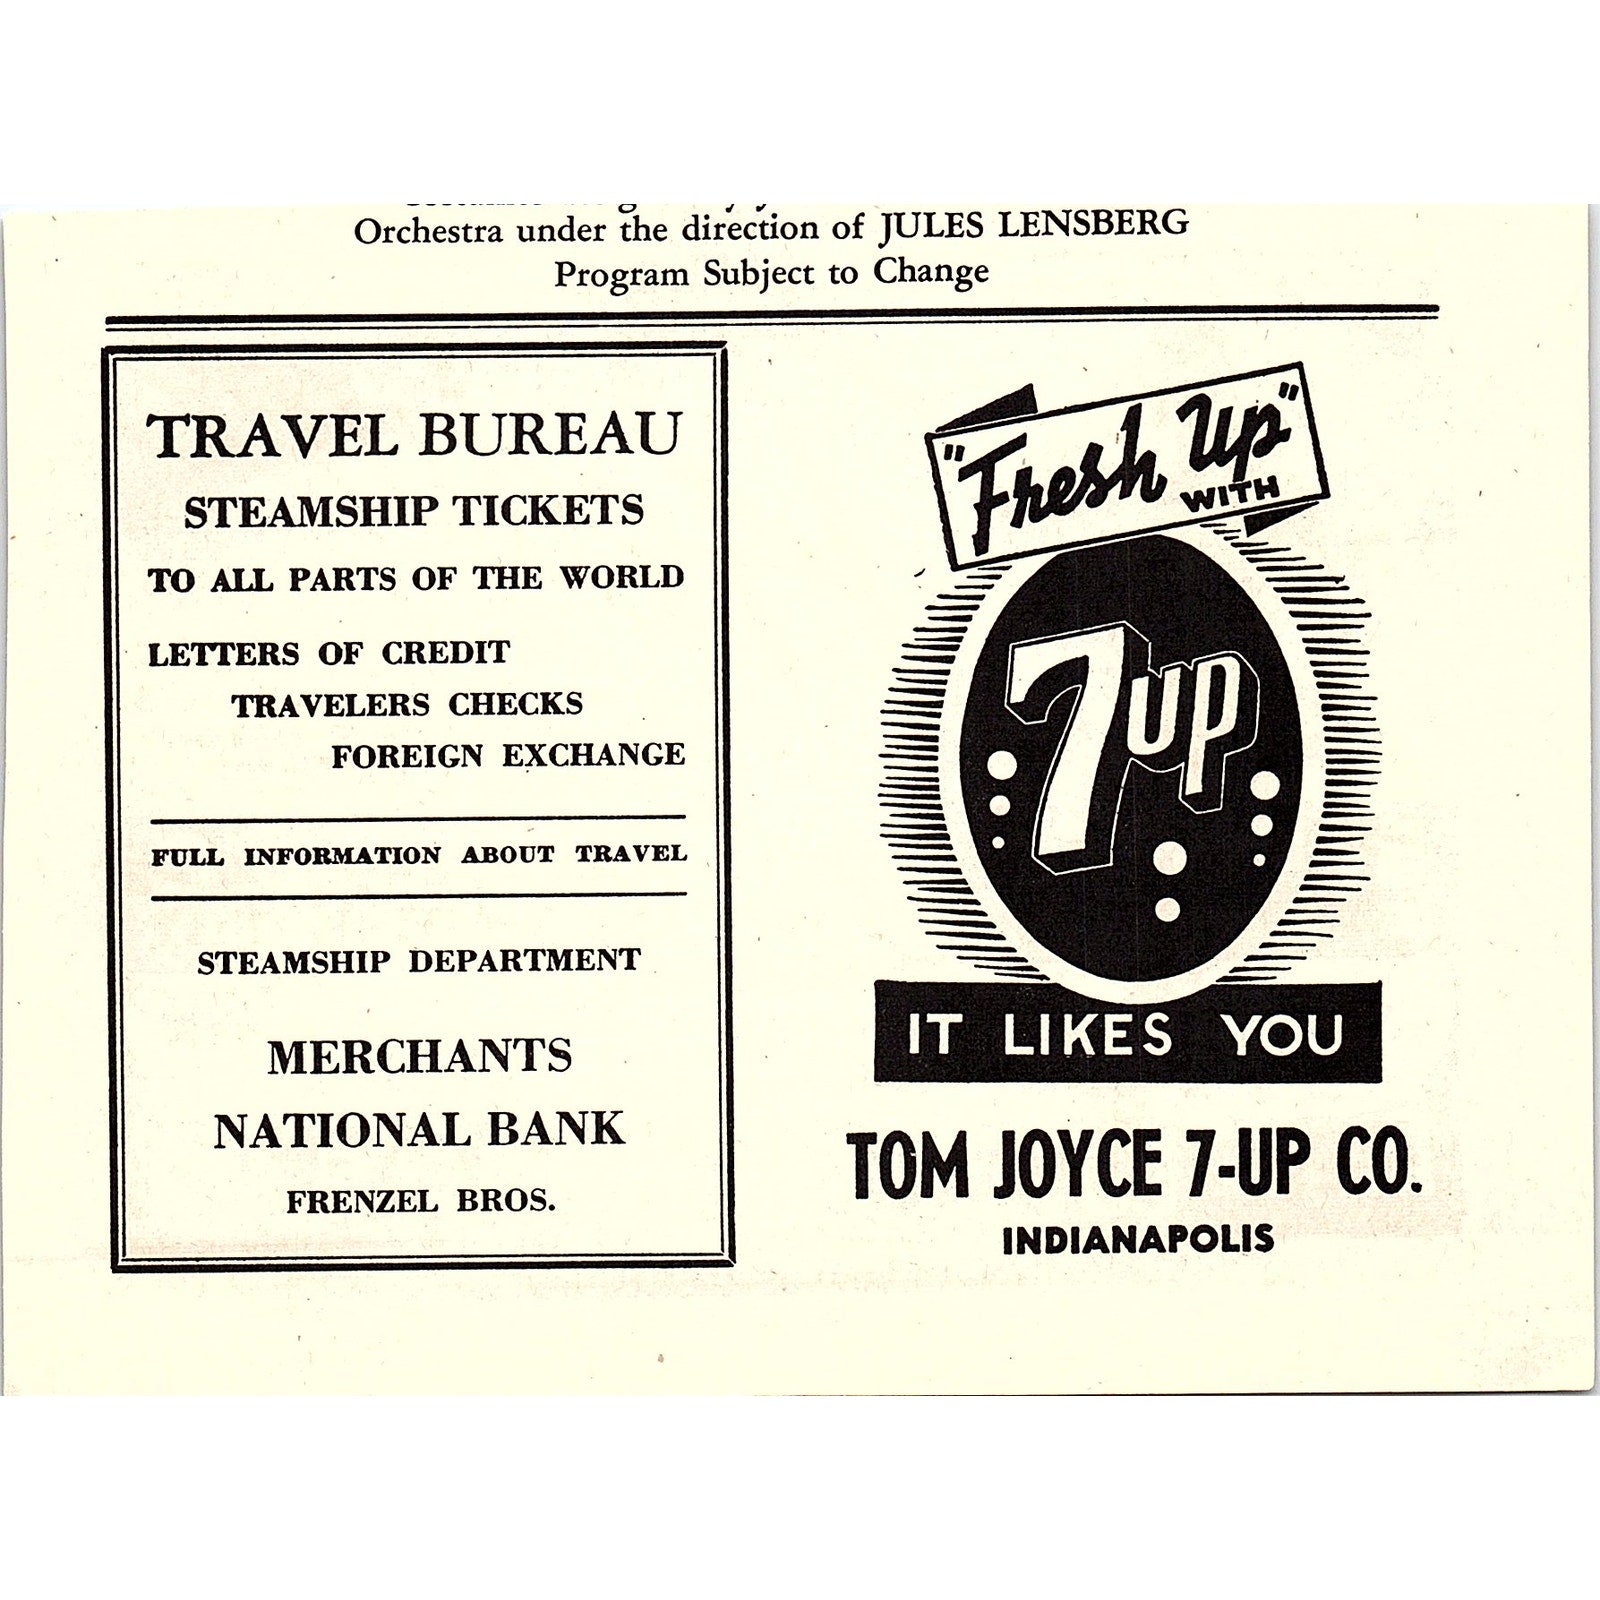 Orchestra under the direction of JULES LENSBERG
Program Subject to Change
TRAVEL BUREAU
STEAMSHIP TICKETS
TO ALL PARTS OF THE WORLD
LETTERS OF CREDIT
TRAVELERS CHECKS
FOREIGN EXCHANGE
FULL INFORMATION ABOUT TRAVEL
STEAMSHIP DEPARTMENT
MERCHANTS
NATIONAL BANK
FRENZEL BROS.
"Fresh Up"
WITH
7up
IT LIKES YOU
TOM JOYCE 7-UP CO.
INDIANAPOLIS